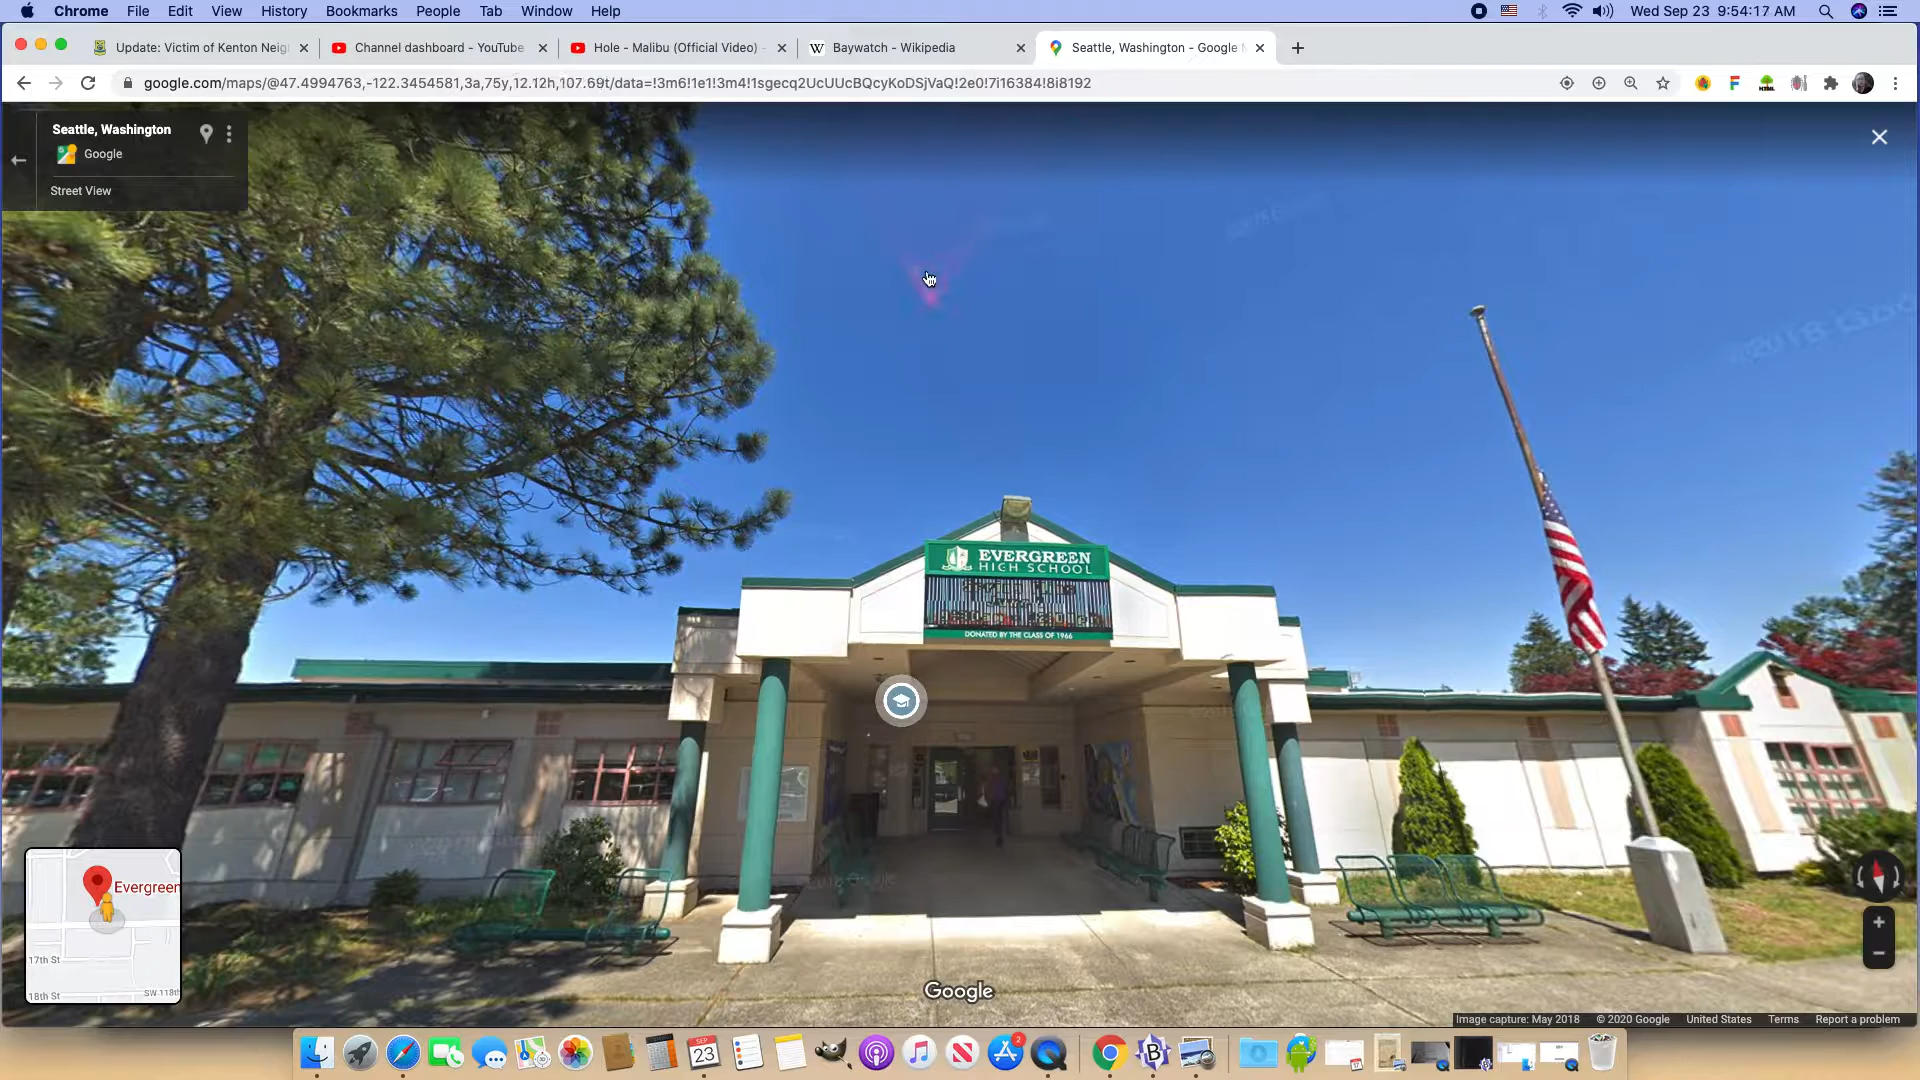 Chrome File Edit View History Bookmarks People Tab Window Help
Wed Sep 23 9:54:17 AM
Update: Victim of Kenton Neig
Channel dashboard - YouTube
Hole - Malibu (Official Video) -
Baywatch - Wikipedia
Seattle, Washington - Google
google.com/maps/@47.4994763,-122.3454581,3a,75y,12.12h,107.69t/data=!3m6!1e1!3m4!1sgecq2UcUUcBQcyKoDSjVaQ!2e0!7i16384!8i8192
Seattle, Washington
Google
Street View
EVERGREEN
HIGH SCHOOL
DONATED BY THE CLASS OF 1966
Evergreen
17th St
18th St
SW 118th
Google
Image capture: May 2018 © 2020 Google United States Terms Report a problem
SEP
23
2